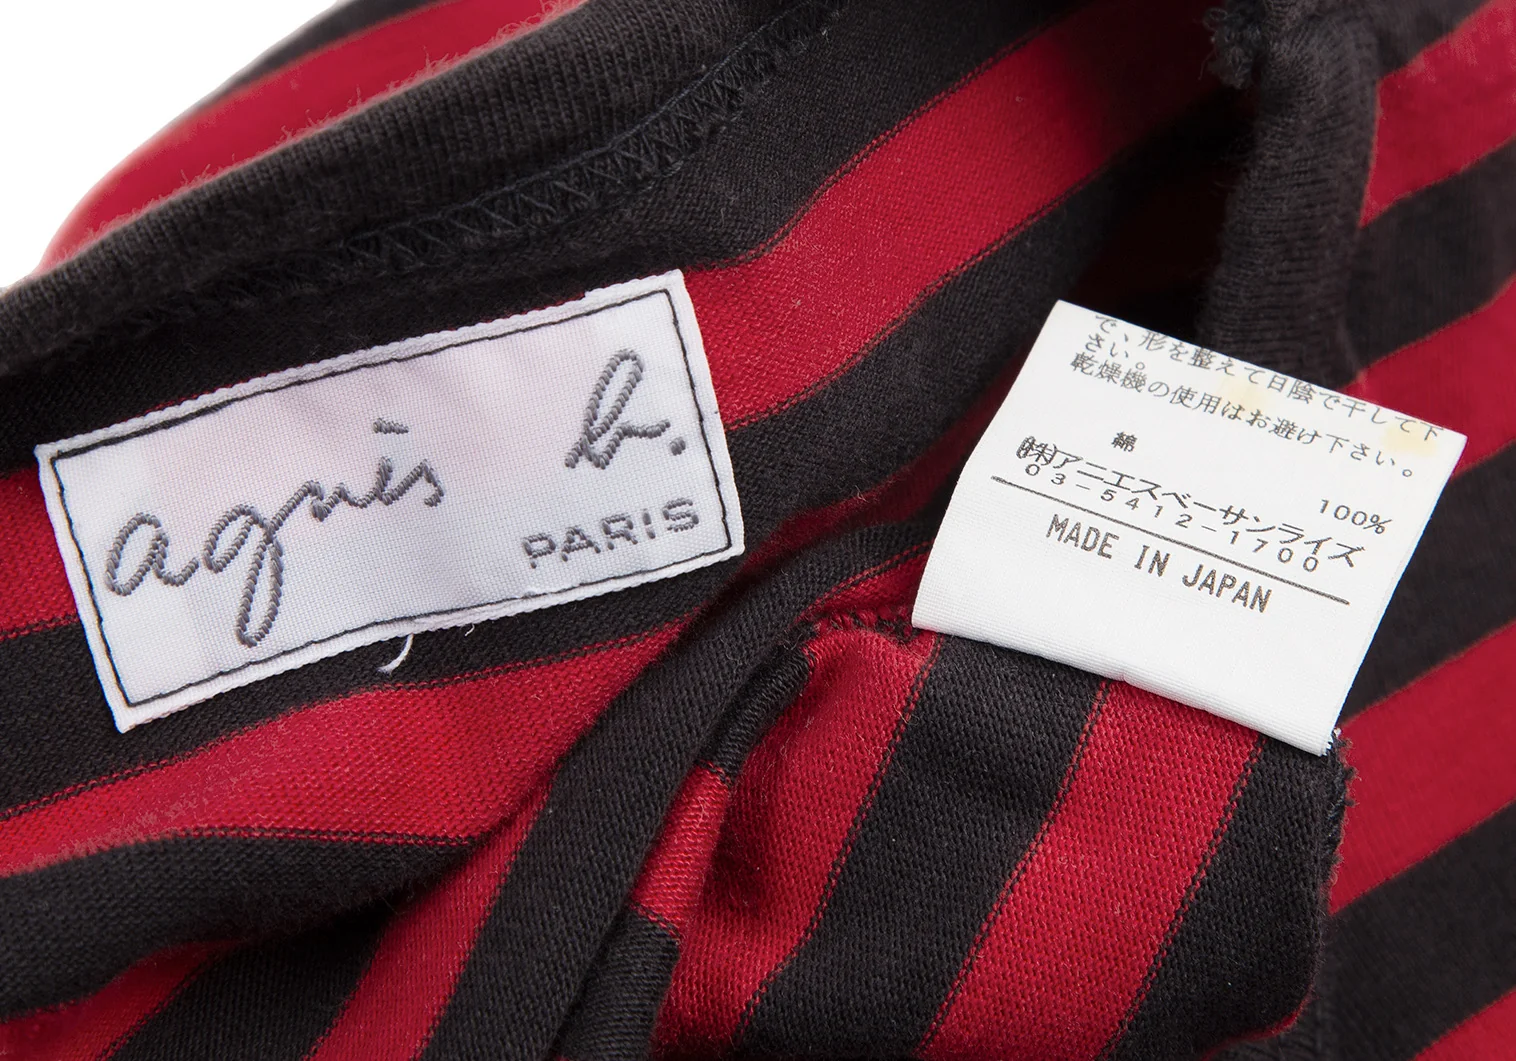 agnès b.
PARIS
で、形を整えて日陰で干して下
さい。
乾燥機の使用はお避け下さい。
綿 100%
㈱アニエスベーサンライズ
03-5412-1700
MADE IN JAPAN